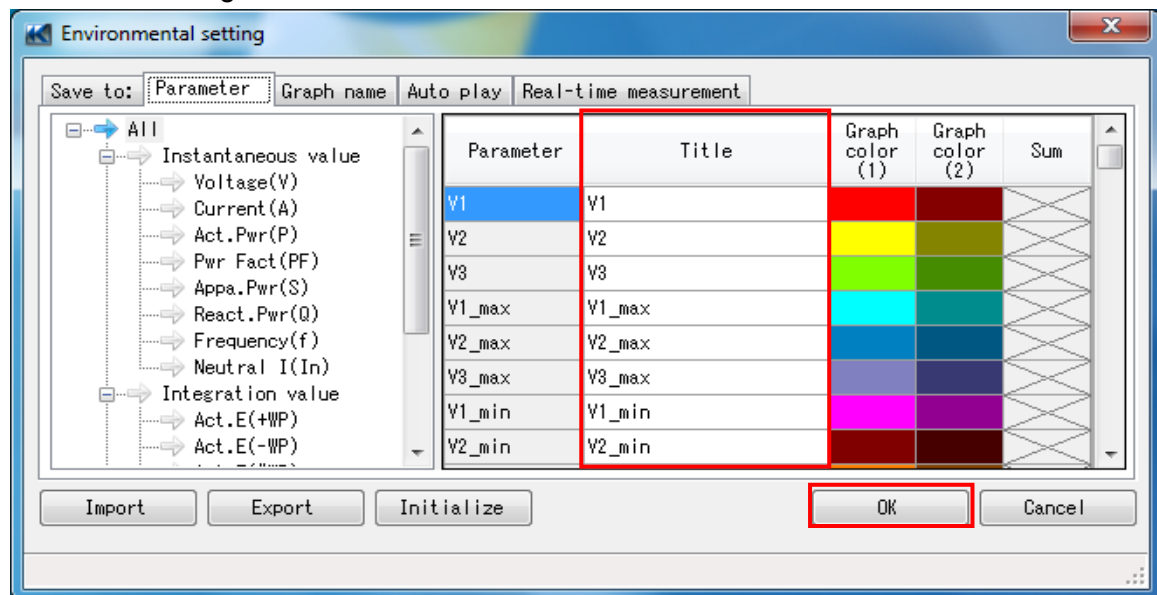 Environmental setting
Save to: Parameter Graph name Auto play Real-time measurement
All
Instantaneous value
Voltage(V)
Current(A)
Act.Pwr(P)
Pwr Fact(PF)
Appa.Pwr(S)
React.Pwr(Q)
Frequency(f)
Neutral I(In)
Integration value
Act.E(+WP)
Act.E(-WP)
Parameter Title Graph color (1) Graph color (2) Sum
V1 V1
V2 V2
V3 V3
V1_max V1_max
V2_max V2_max
V3_max V3_max
V1_min V1_min
V2_min V2_min
Import Export Initialize OK Cancel